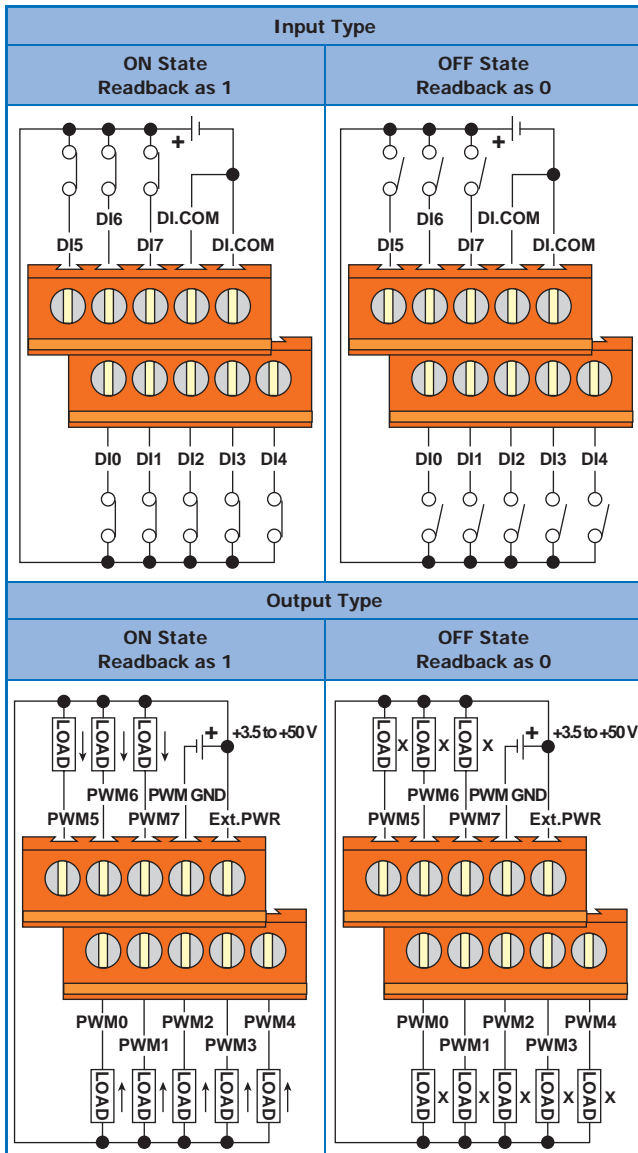 Input Type
ON State
Readback as 1
OFF State
Readback as 0
+
DI6 DI.COM
DI5 DI7 DI.COM
DI0 DI1 DI2 DI3 DI4
+
DI6 DI.COM
DI5 DI7 DI.COM
DI0 DI1 DI2 DI3 DI4
Output Type
ON State
Readback as 1
OFF State
Readback as 0
LOAD LOAD LOAD + +3.5 to +50 V
PWM6 PWM GND
PWM5 PWM7 Ext.PWR
PWM0 PWM2 PWM4
PWM1 PWM3
LOAD LOAD LOAD LOAD LOAD
LOAD X LOAD X LOAD X + +3.5 to +50 V
PWM6 PWM GND
PWM5 PWM7 Ext.PWR
PWM0 PWM2 PWM4
PWM1 PWM3
LOAD X LOAD X LOAD X LOAD X LOAD X